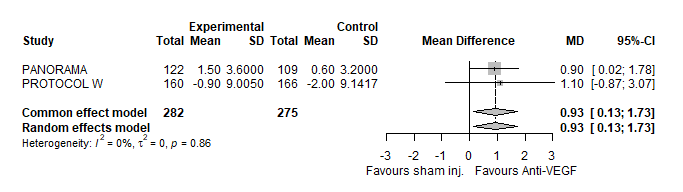 Experimental Control
Study Total Mean SD Total Mean SD Mean Difference MD 95%-CI
PANORAMA 122 1.50 3.6000 109 0.60 3.2000 0.90 [ 0.02; 1.78]
PROTOCOL W 160 -0.90 9.0050 166 -2.00 9.1417 1.10 [-0.87; 3.07]
Common effect model 282 275 0.93 [ 0.13; 1.73]
Random effects model 0.93 [ 0.13; 1.73]
Heterogeneity: I² = 0%, τ² = 0, p = 0.86
-3 -2 -1 0 1 2 3
Favours sham inj. Favours Anti-VEGF